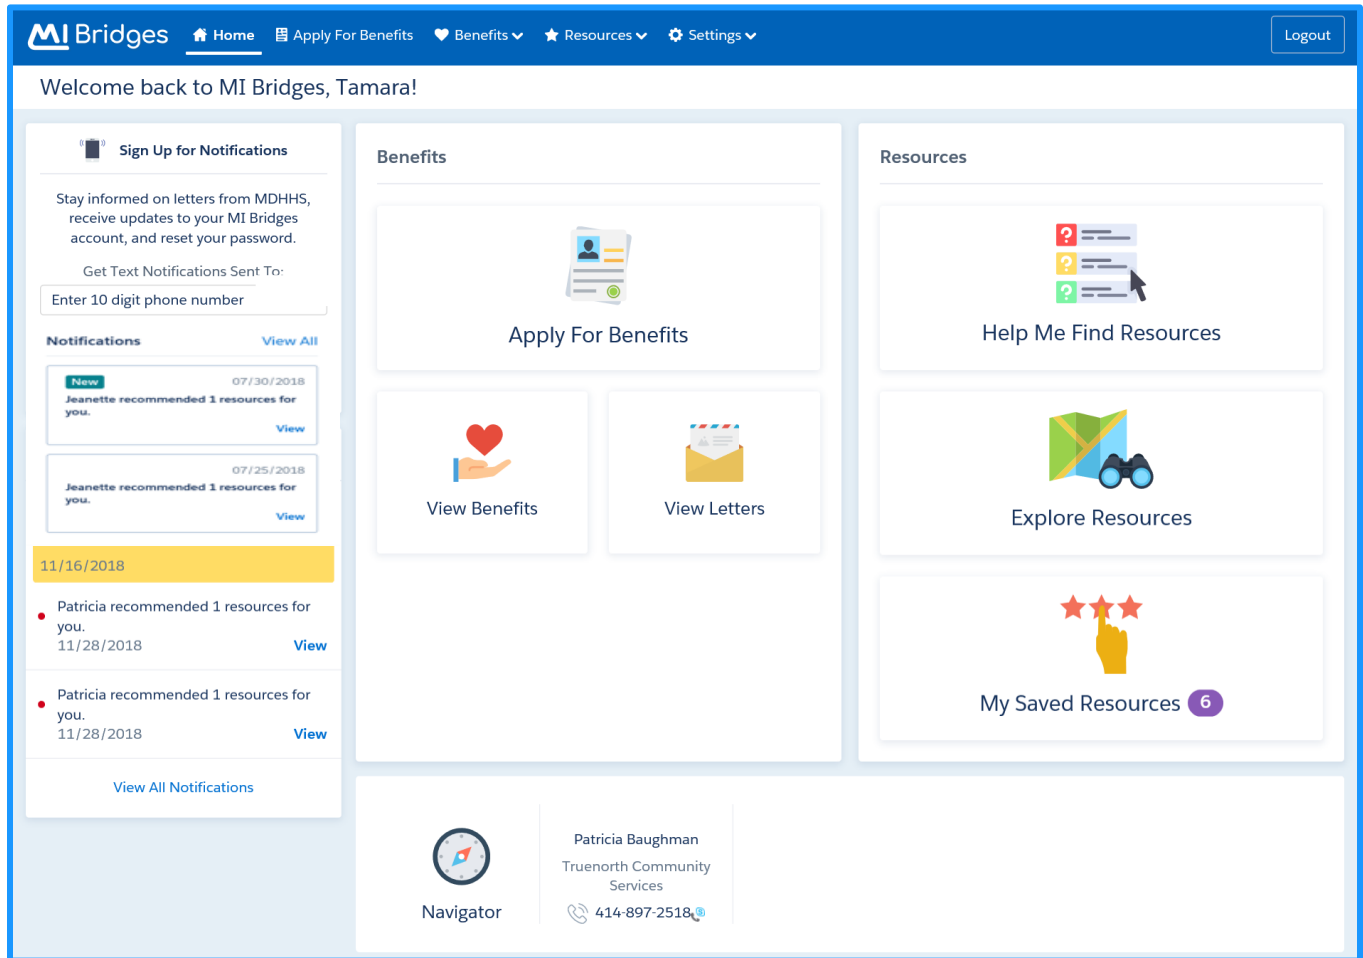 MI Bridges Home Apply For Benefits Benefits Resources Settings Logout
Welcome back to MI Bridges, Tamara!
Sign Up for Notifications
Stay informed on letters from MDHHS,
receive updates to your MI Bridges
account, and reset your password.
Get Text Notifications Sent To:
Enter 10 digit phone number
Notifications View All
New 07/30/2018
Jeanette recommended 1 resources for
you.
View
07/25/2018
Jeanette recommended 1 resources for
you.
View
11/16/2018
Patricia recommended 1 resources for
you.
11/28/2018 View
Patricia recommended 1 resources for
you.
11/28/2018 View
View All Notifications
Benefits
Apply For Benefits
View Benefits
View Letters
Resources
? 
?
?
Help Me Find Resources
Explore Resources
My Saved Resources 6
Navigator
Patricia Baughman
Truenorth Community
Services
414-897-2518